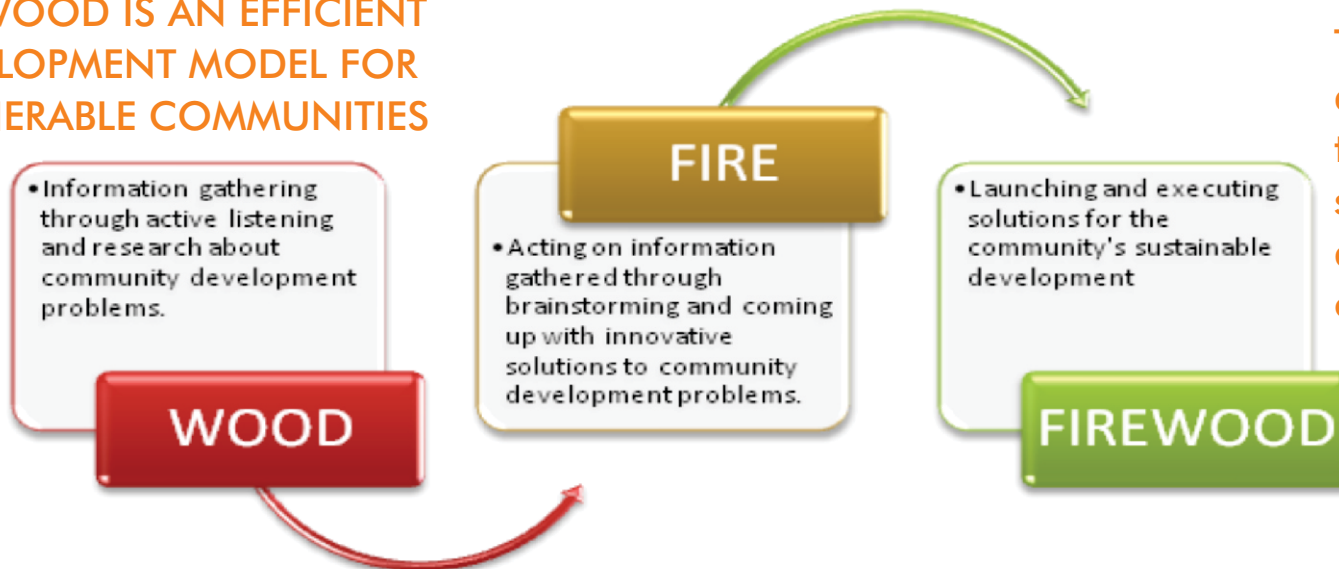 WOOD IS AN EFFICIENT
LOPMENT MODEL FOR
ERABLE COMMUNITIES
•Information gathering
through active listening
and research about
community development
problems.
WOOD
FIRE
•Acting on information
gathered through
brainstorming and coming
up with innovative
solutions to community
development problems.
•Launching and executing
solutions for the
community's sustainable
development
FIREWOOD